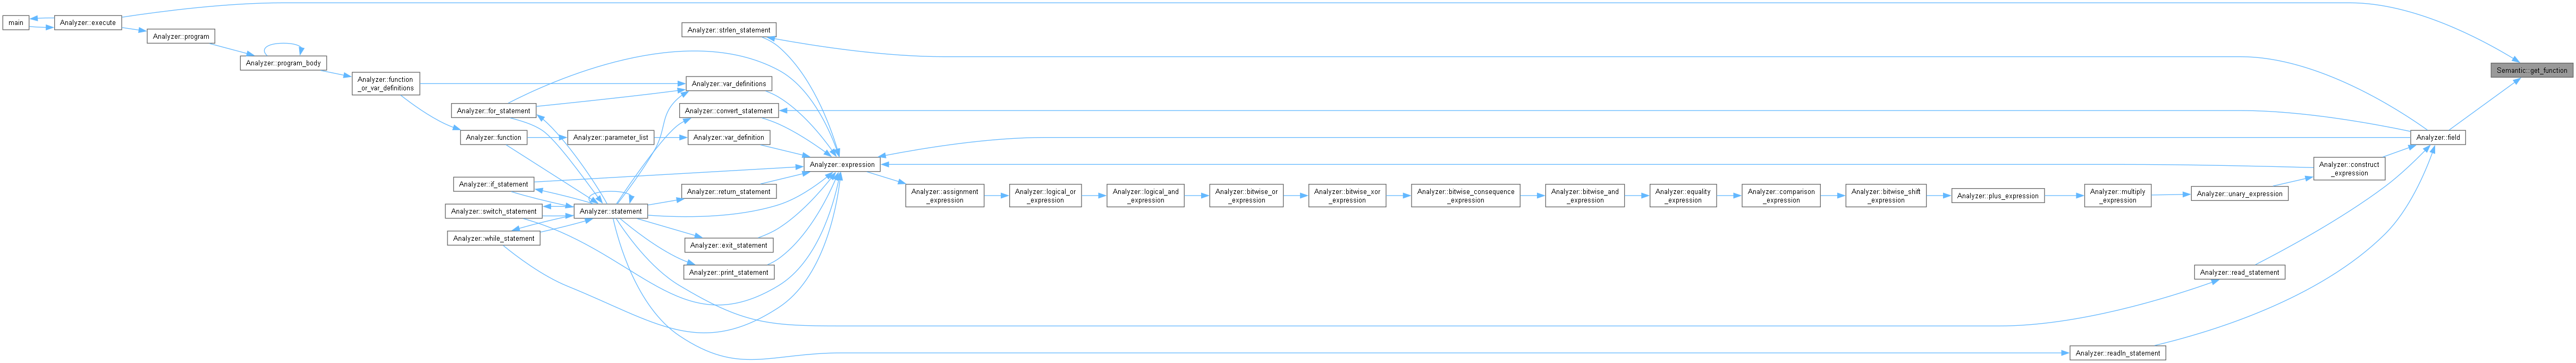 main
Analyzer::execute
Analyzer::program
Analyzer::program_body
Analyzer::function
_or_var_definitions
Analyzer::for_statement
Analyzer::function
Analyzer::if_statement
Analyzer::switch_statement
Analyzer::while_statement
Analyzer::parameter_list
Analyzer::statement
Analyzer::strlen_statement
Analyzer::var_definitions
Analyzer::convert_statement
Analyzer::var_definition
Analyzer::return_statement
Analyzer::exit_statement
Analyzer::print_statement
Analyzer::expression
Analyzer::assignment
_expression
Analyzer::logical_or
_expression
Analyzer::logical_and
_expression
Analyzer::bitwise_or
_expression
Analyzer::bitwise_xor
_expression
Analyzer::bitwise_consequence
_expression
Analyzer::bitwise_and
_expression
Analyzer::equality
_expression
Analyzer::comparison
_expression
Analyzer::bitwise_shift
_expression
Analyzer::plus_expression
Analyzer::multiply
_expression
Analyzer::unary_expression
Analyzer::construct
_expression
Analyzer::read_statement
Analyzer::readln_statement
Analyzer::field
Semantic::get_function